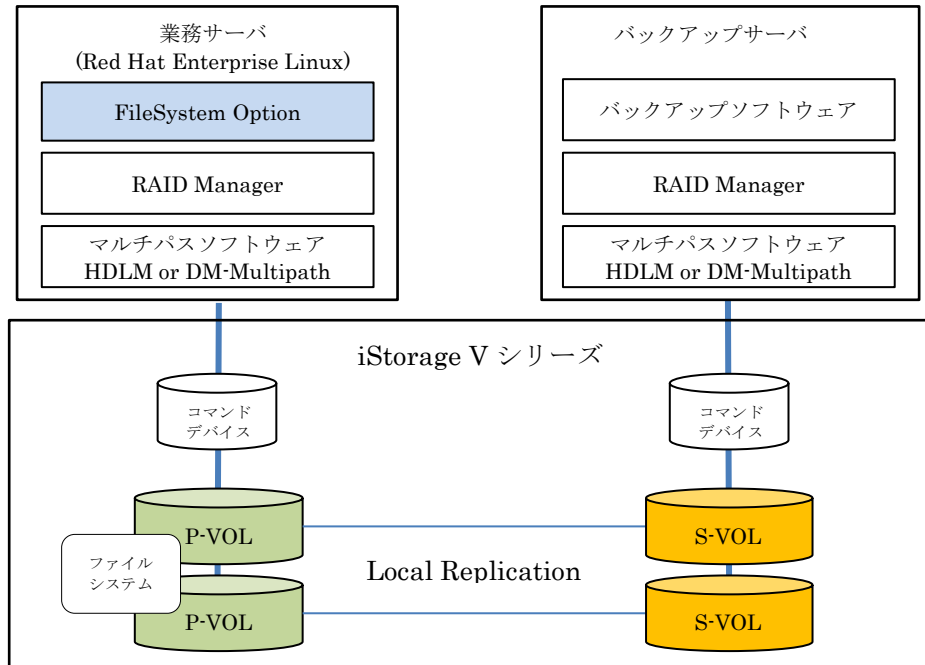 業務サーバ
(Red Hat Enterprise Linux)
FileSystem Option
RAID Manager
マルチパスソフトウェア
HDLM or DM-Multipath
バックアップサーバ
バックアップソフトウェア
RAID Manager
マルチパスソフトウェア
HDLM or DM-Multipath
iStorage V シリーズ
コマンド
デバイス
コマンド
デバイス
P-VOL
S-VOL
ファイル
システム
Local Replication
P-VOL
S-VOL